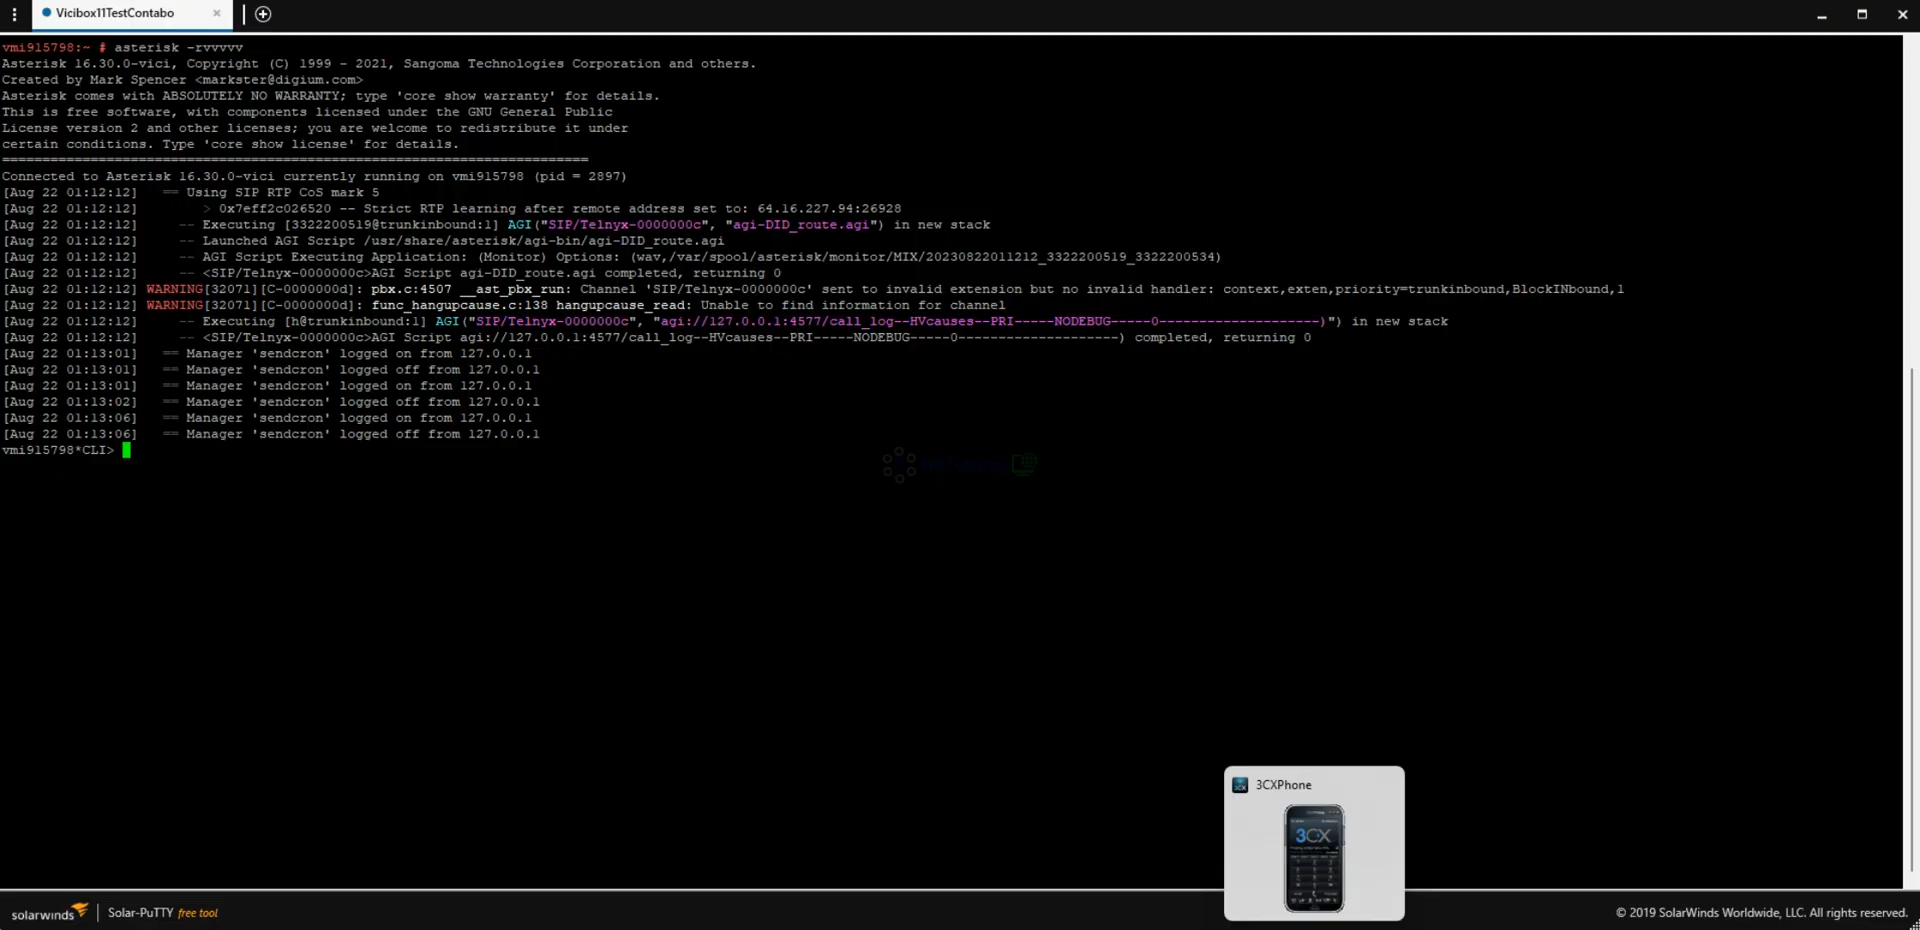 Vicibox11TestContabo
vmi915798:~ # asterisk -rvvvvv
Asterisk 16.30.0-vici, Copyright (C) 1999 - 2021, Sangoma Technologies Corporation and others.
Created by Mark Spencer <markster@digium.com>
Asterisk comes with ABSOLUTELY NO WARRANTY; type 'core show warranty' for details.
This is free software, with components licensed under the GNU General Public
License version 2 and other licenses; you are welcome to redistribute it under
certain conditions. Type 'core show license' for details.
=========================================================================
Connected to Asterisk 16.30.0-vici currently running on vmi915798 (pid = 2897)
[Aug 22 01:12:12]   == Using SIP RTP CoS mark 5
[Aug 22 01:12:12]        > 0x7eff2c026520 -- Strict RTP learning after remote address set to: 64.16.227.94:26928
[Aug 22 01:12:12]     -- Executing [3322200519@trunkinbound:1] AGI("SIP/Telnyx-0000000c", "agi-DID_route.agi") in new stack
[Aug 22 01:12:12]     -- Launched AGI Script /usr/share/asterisk/agi-bin/agi-DID_route.agi
[Aug 22 01:12:12]     -- AGI Script Executing Application: (Monitor) Options: (wav,/var/spool/asterisk/monitor/MIX/20230822011212_3322200519_3322200534)
[Aug 22 01:12:12]     -- <SIP/Telnyx-0000000c>AGI Script agi-DID_route.agi completed, returning 0
[Aug 22 01:12:12] WARNING[32071][C-0000000d]: pbx.c:4507 __ast_pbx_run: Channel 'SIP/Telnyx-0000000c' sent to invalid extension but no invalid handler: context,exten,priority=trunkinbound,BlockINbound,1
[Aug 22 01:12:12] WARNING[32071][C-0000000d]: func_hangupcause.c:138 hangupcause_read: Unable to find information for channel
[Aug 22 01:12:12]     -- Executing [h@trunkinbound:1] AGI("SIP/Telnyx-0000000c", "agi://127.0.0.1:4577/call_log--HVcauses--PRI-----NODEBUG-----0--------------------)") in new stack
[Aug 22 01:12:12]     -- <SIP/Telnyx-0000000c>AGI Script agi://127.0.0.1:4577/call_log--HVcauses--PRI-----NODEBUG-----0--------------------) completed, returning 0
[Aug 22 01:13:01]   == Manager 'sendcron' logged on from 127.0.0.1
[Aug 22 01:13:01]   == Manager 'sendcron' logged off from 127.0.0.1
[Aug 22 01:13:01]   == Manager 'sendcron' logged on from 127.0.0.1
[Aug 22 01:13:02]   == Manager 'sendcron' logged off from 127.0.0.1
[Aug 22 01:13:06]   == Manager 'sendcron' logged on from 127.0.0.1
[Aug 22 01:13:06]   == Manager 'sendcron' logged off from 127.0.0.1
vmi915798*CLI>
3CXPhone
3CX
solarwinds | Solar-PuTTY free tool
© 2019 SolarWinds Worldwide, LLC. All rights reserved.